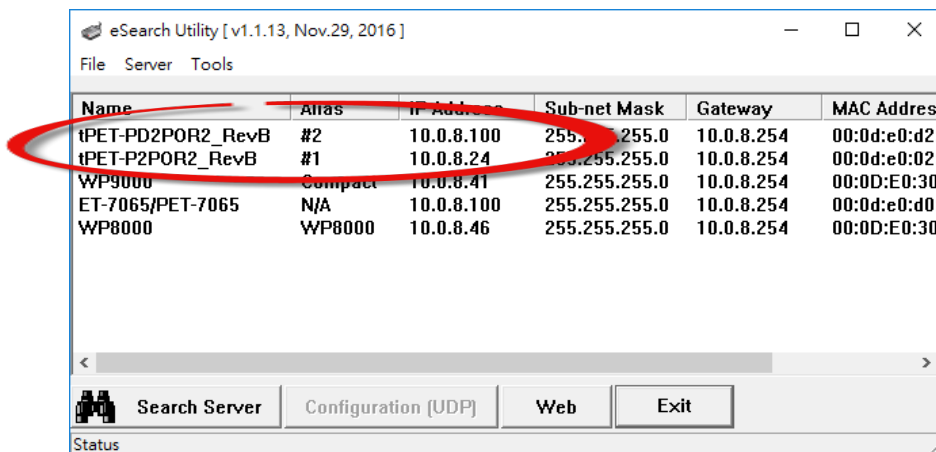 eSearch Utility [ v1.1.13, Nov.29, 2016 ]
File Server Tools
Name Alias IP Address Sub-net Mask Gateway MAC Addres
tPET-PD2POR2_RevB #2 10.0.8.100 255.255.255.0 10.0.8.254 00:0d:e0:d2
tPET-P2POR2_RevB #1 10.0.8.24 255.255.255.0 10.0.8.254 00:0d:e0:02
WP9000 Compact 10.0.8.41 255.255.255.0 10.0.8.254 00:0D:E0:30
ET-7065/PET-7065 N/A 10.0.8.100 255.255.255.0 10.0.8.254 00:0d:e0:d0
WP8000 WP8000 10.0.8.46 255.255.255.0 10.0.8.254 00:0D:E0:30
Search Server Configuration (UDP) Web Exit
Status